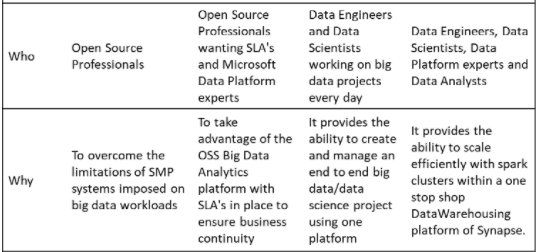 Who
Open Source
Professionals
Open Source
Professionals
wanting SLA's
and Microsoft
Data Platform
experts
Data Engineers
and Data
Scientists
working on big
data projects
every day
Data Engineers, Data
Scientists, Data
Platform experts and
Data Analysts
Why
To overcome the
limitations of SMP
systems imposed on
big data workloads
To take
advantage of the
OSS Big Data
Analytics
platform with
SLA's in place to
ensure business
continuity
It provides the
ability to create
and manage an
end to end big
data/data
science project
using one
platform
It provides the
ability to scale
efficiently with spark
clusters within a one
stop shop
DataWarehousing
platform of Synapse.